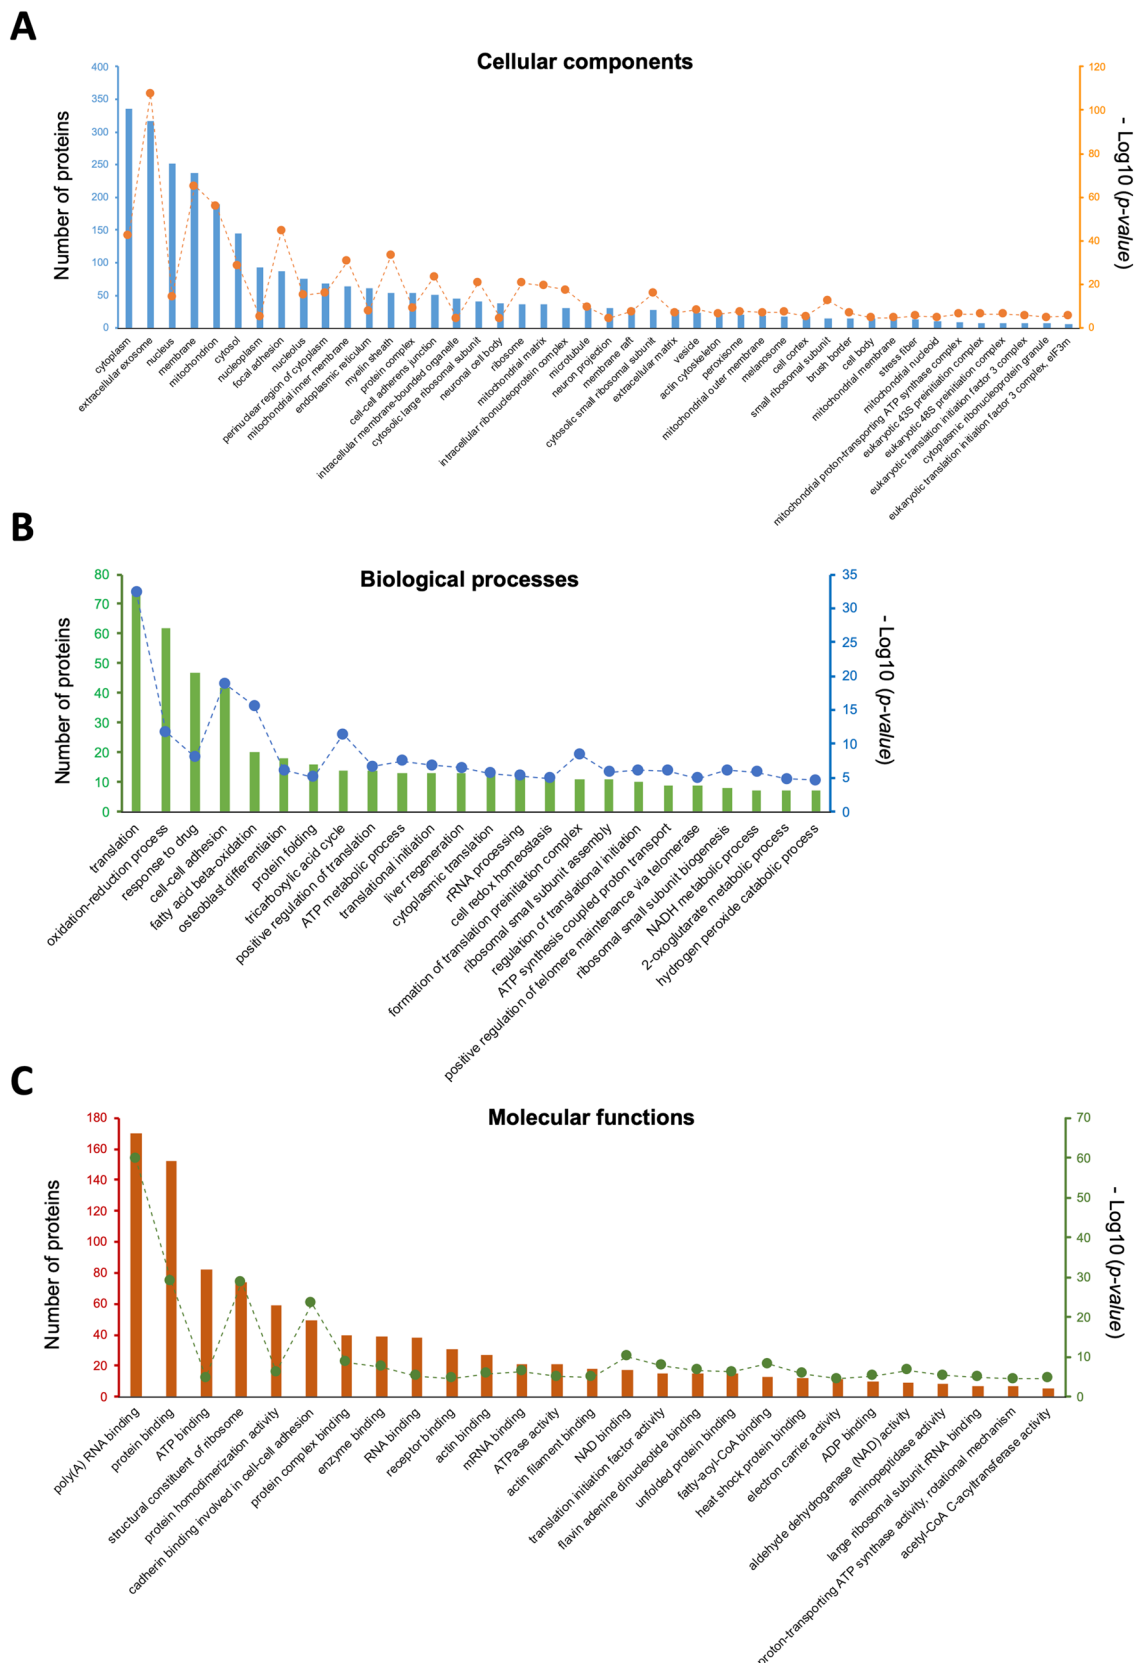 A
Cellular components
Number of proteins
400
350
300
250
200
150
100
50
0
- Log10 (p-value)
120
100
80
60
40
20
0
cytoplasm
extracellular exosome
nucleus
membrane
mitochondrion
cytosol
nucleoplasm
focal adhesion
nucleolus
perinuclear region of cytoplasm
mitochondrial inner membrane
endoplasmic reticulum
myelin sheath
protein complex
cell-cell adherens junction
intracellular membrane-bounded organelle
cytosolic large ribosomal subunit
neuronal cell body
ribosome
mitochondrial matrix
intracellular ribonucleoprotein complex
microtubule
neuron projection
membrane raft
cytosolic small ribosomal subunit
extracellular matrix
vesicle
actin cytoskeleton
peroxisome
mitochondrial outer membrane
melanosome
cell cortex
small ribosomal subunit
brush border
cell body
mitochondrial membrane
stress fiber
mitochondrial nucleoid
mitochondrial proton-transporting ATP synthase complex
eukaryotic 43S preinitiation complex
eukaryotic 48S preinitiation complex
eukaryotic translation initiation factor 3 complex
cytoplasmic ribonucleoprotein granule
eukaryotic translation initiation factor 3 complex, eIF3m
B
Biological processes
Number of proteins
80
70
60
50
40
30
20
10
0
- Log10 (p-value)
35
30
25
20
15
10
5
0
translation
oxidation-reduction process
response to drug
cell-cell adhesion
fatty acid beta-oxidation
osteoblast differentiation
protein folding
tricarboxylic acid cycle
positive regulation of translation
ATP metabolic process
translational initiation
liver regeneration
cytoplasmic translation
rRNA processing
cell redox homeostasis
formation of translation preinitiation complex
ribosomal small subunit assembly
regulation of translational initiation
ATP synthesis coupled proton transport
positive regulation of telomere maintenance via telomerase
ribosomal small subunit biogenesis
NADH metabolic process
2-oxoglutarate metabolic process
hydrogen peroxide catabolic process
C
Molecular functions
Number of proteins
180
160
140
120
100
80
60
40
20
0
- Log10 (p-value)
70
60
50
40
30
20
10
0
poly(A) RNA binding
protein binding
ATP binding
structural constituent of ribosome
protein homodimerization activity
cadherin binding involved in cell-cell adhesion
protein complex binding
enzyme binding
RNA binding
receptor binding
actin binding
mRNA binding
ATPase activity
actin filament binding
NAD binding
translation initiation factor activity
flavin adenine dinucleotide binding
unfolded protein binding
fatty-acyl-CoA binding
heat shock protein binding
electron carrier activity
ADP binding
aldehyde dehydrogenase (NAD) activity
aminopeptidase activity
large ribosomal subunit rRNA binding
proton-transporting ATP synthase activity, rotational mechanism
acetyl-CoA C-acyltransferase activity